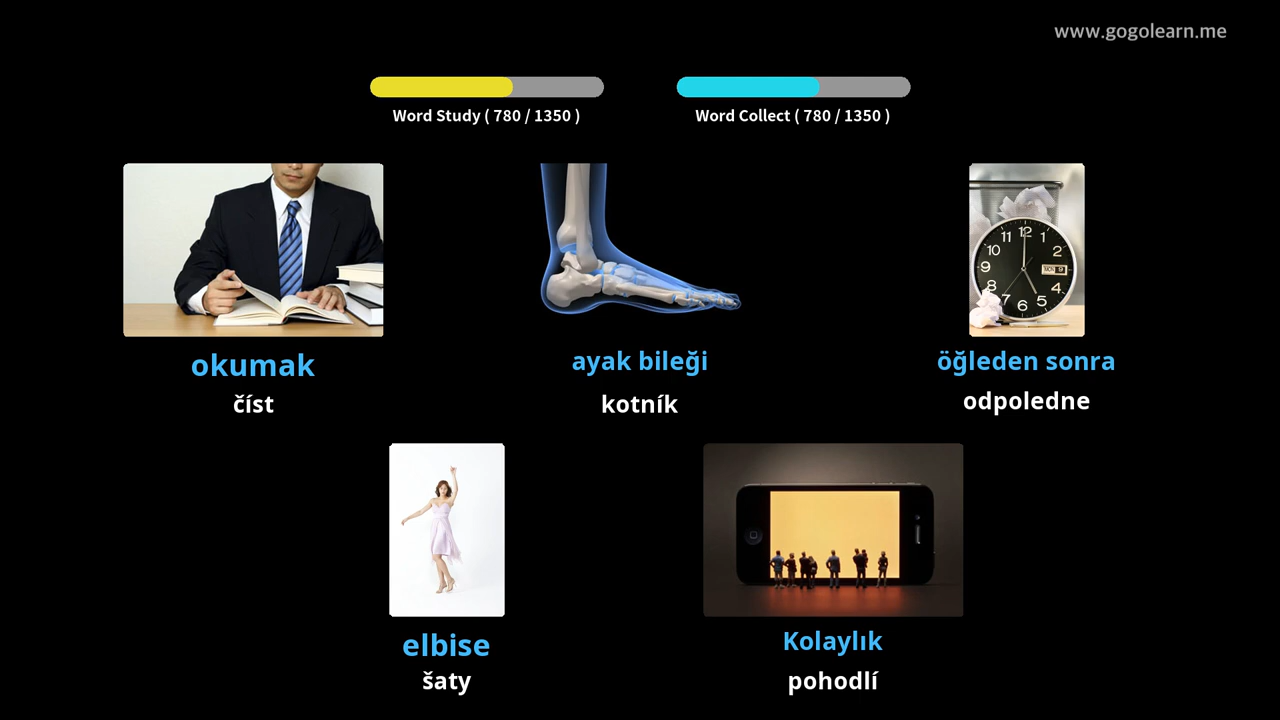 www.gogolearn.me
Word Study ( 780 / 1350 )
Word Collect ( 780 / 1350 )
okumak
číst
ayak bileği
kotník
öğleden sonra
odpoledne
elbise
šaty
Kolaylık
pohodlí